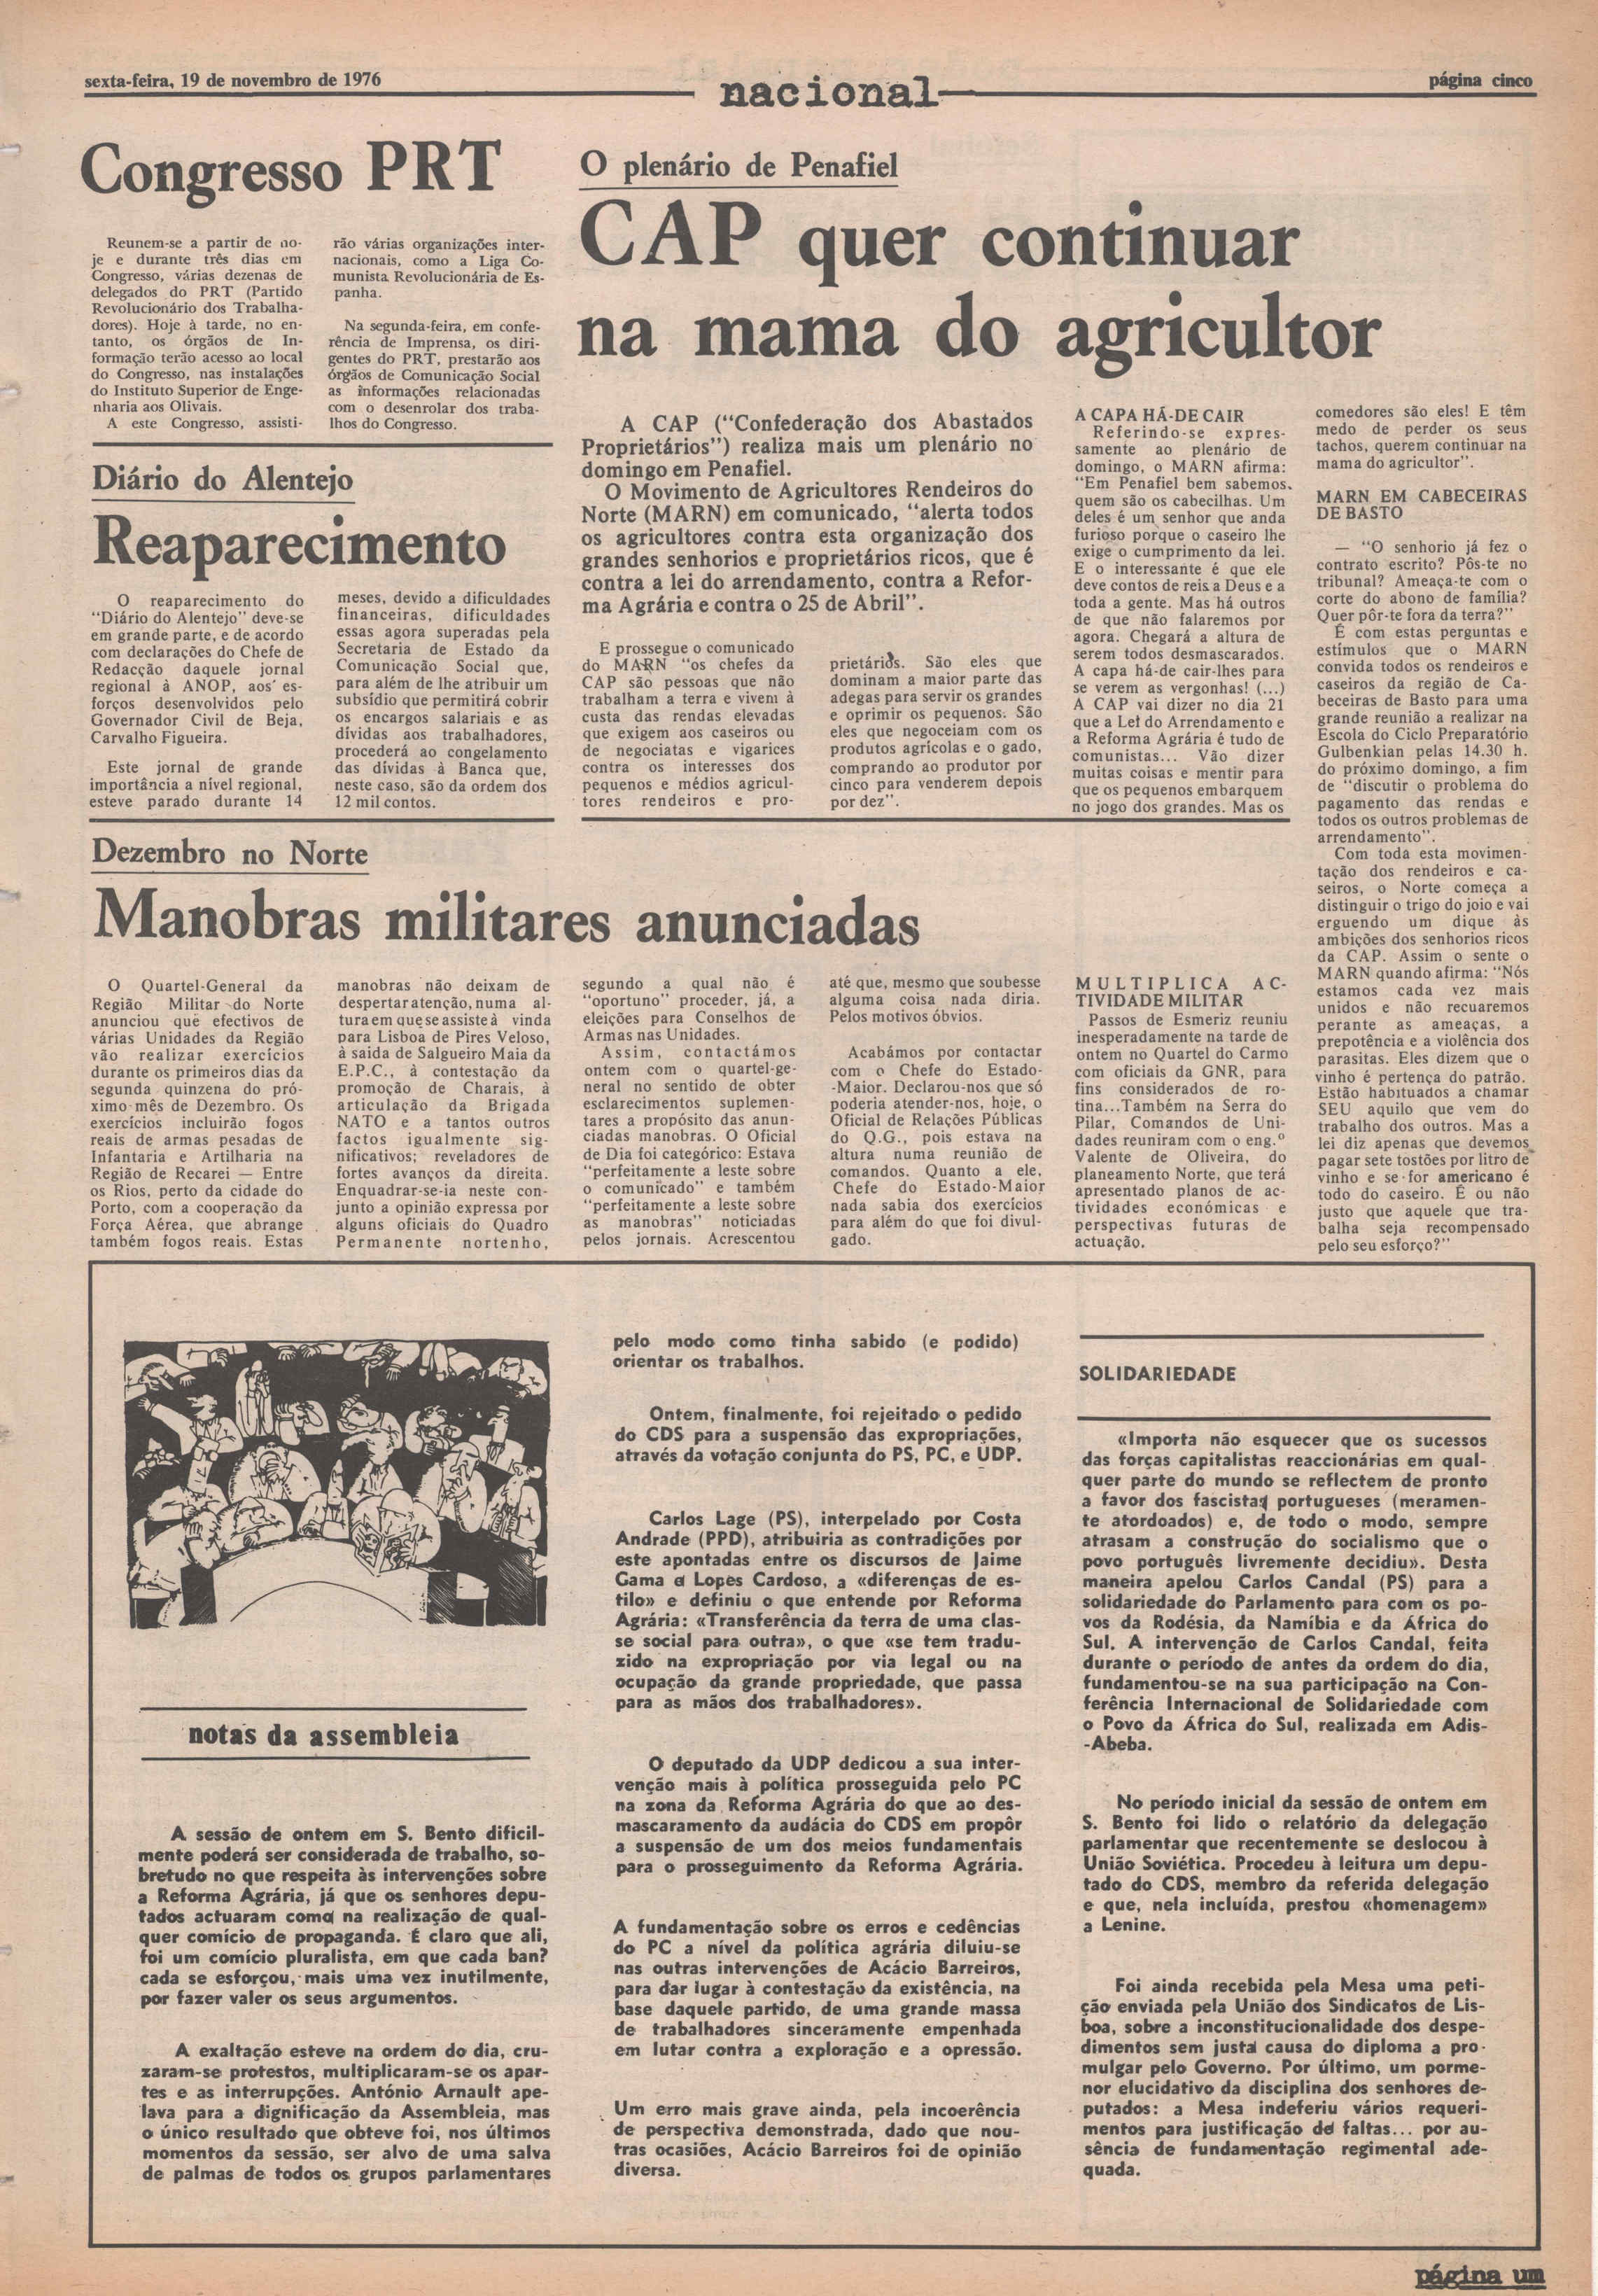 sexta-feira, 19 de novembro de 1976
nacional
página cinco
Congresso PRT
Reunem-se a partir de ho-
je e durante três dias em
Congresso, várias dezenas de
delegados do PRT (Partido
Revolucionário dos Trabalha-
dores). Hoje à tarde, no en-
tanto, os órgãos de In-
formação terão acesso ao local
do Congresso, nas instalações
do Instituto Superior de Enge-
nharia aos Olivais.
A este Congresso, assisti-
rão várias organizações inter-
nacionais, como a Liga Co-
munista Revolucionária de Es-
panha.
Na segunda-feira, em confe-
rência de Imprensa, os diri-
gentes do PRT, prestarão aos
órgãos de Comunicação Social
as informações relacionadas
com o desenrolar dos traba-
lhos do Congresso.
Diário do Alentejo
Reaparecimento
O reaparecimento do
"Diário do Alentejo" deve-se
em grande parte, e de acordo
com declarações do Chefe de
Redacção daquele jornal
regional à ANOP, aos es-
forços desenvolvidos pelo
Governador Civil de Beja,
Carvalho Figueira.
Este jornal de grande
importância a nível regional,
esteve parado durante 14
meses, devido a dificuldades
financeiras, dificuldades
essas agora superadas pela
Secretaria de Estado da
Comunicação Social que,
para além de lhe atribuir um
subsídio que permitirá cobrir
os encargos salariais e as
dívidas aos trabalhadores,
procederá ao congelamento
das dívidas à Banca que,
neste caso, são da ordem dos
12 mil contos.
O plenário de Penafiel
CAP quer continuar
na mama do agricultor
A CAP ("Confederação dos Abastados
Proprietários") realiza mais um plenário no
domingo em Penafiel.
O Movimento de Agricultores Rendeiros do
Norte (MARN) em comunicado, "alerta todos
os agricultores contra esta organização dos
grandes senhorios e proprietários ricos, que é
contra a lei do arrendamento, contra a Refor-
ma Agrária e contra o 25 de Abril".
E prossegue o comunicado
do MARN "os chefes da
CAP são pessoas que não
trabalham a terra e vivem à
custa das rendas elevadas
que exigem aos caseiros ou
de negociatas e vigarices
contra os interesses dos
pequenos e médios agricul-
tores rendeiros e pro-
prietários. São eles que
dominam a maior parte das
adegas para servir os grandes
e oprimir os pequenos. São
eles que negoceiam com os
produtos agrícolas e o gado,
comprando ao produtor por
cinco para venderem depois
por dez".
A CAPA HÁ-DE CAIR
Referindo-se expres-
samente ao plenário de
domingo, o MARN afirma:
"Em Penafiel bem sabemos
quem são os cabecilhas. Um
deles é um senhor que anda
furioso porque o caseiro lhe
exige o cumprimento da lei.
E o interessante é que ele
deve contos de reis a Deus e a
toda a gente. Mas há outros
de que não falaremos por
agora. Chegará a altura de
serem todos desmascarados.
A capa há-de cair-lhes para
se verem as vergonhas! (...)
A CAP vai dizer no dia 21
que a Lei do Arrendamento e
a Reforma Agrária é tudo de
comunistas... Vão dizer
muitas coisas e mentir para
que os pequenos embarquem
no jogo dos grandes. Mas os
comedores são eles! E têm
medo de perder os seus
tachos, querem continuar na
mama do agricultor".
MARN EM CABECEIRAS
DE BASTO
— "O senhorio já fez o
contrato escrito? Pôs-te no
tribunal? Ameaça-te com o
corte do abono de família?
Quer pôr-te fora da terra?"
É com estas perguntas e
estímulos que o MARN
convida todos os rendeiros e
caseiros da região de Ca-
beceiras de Basto para uma
grande reunião a realizar na
Escola do Ciclo Preparatório
Gulbenkian pelas 14.30 h.
do próximo domingo, a fim
de "discutir o problema do
pagamento das rendas e
todos os outros problemas de
arrendamento".
Com toda esta movimen-
tação dos rendeiros e ca-
seiros, o Norte começa a
distinguir o trigo do joio e vai
erguendo um dique às
ambições dos senhorios ricos
da CAP. Assim o sente o
MARN quando afirma: "Nós
estamos cada vez mais
unidos e não recuaremos
perante as ameaças, a
prepotência e a violência dos
parasitas. Eles dizem que o
vinho é pertença do patrão.
Estão habituados a chamar
SEU aquilo que vem do
trabalho dos outros. Mas a
lei diz apenas que devemos
pagar sete tostões por litro de
vinho e se for americano é
todo do caseiro. É ou não
justo que aquele que tra-
balha seja recompensado
pelo seu esforço?"
Dezembro no Norte
Manobras militares anunciadas
O Quartel-General da
Região Militar do Norte
anunciou que efectivos de
várias Unidades da Região
vão realizar exercícios
durante os primeiros dias da
segunda quinzena do pró-
ximo mês de Dezembro. Os
exercícios incluirão fogos
reais de armas pesadas de
Infantaria e Artilharia na
Região de Recarei — Entre
os Rios, perto da cidade do
Porto, com a cooperação da
Força Aérea, que abrange
também fogos reais. Estas
manobras não deixam de
despertar atenção, numa al-
tura em que se assiste à vinda
para Lisboa de Pires Veloso,
à saida de Salgueiro Maia da
E.P.C., à contestação da
promoção de Charais, à
articulação da Brigada
NATO e a tantos outros
factos igualmente sig-
nificativos; reveladores de
fortes avanços da direita.
Enquadrar-se-ia neste con-
junto a opinião expressa por
alguns oficiais do Quadro
Permanente nortenho,
segundo a qual não é
"oportuno" proceder, já, a
eleições para Conselhos de
Armas nas Unidades.
Assim, contactámos
ontem com o quartel-ge-
neral no sentido de obter
esclarecimentos suplemen-
tares a propósito das anun-
ciadas manobras. O Oficial
de Dia foi categórico: Estava
"perfeitamente a leste sobre
o comunicado" e também
"perfeitamente a leste sobre
as manobras" noticiadas
pelos jornais. Acrescentou
até que, mesmo que soubesse
alguma coisa nada diria.
Pelos motivos óbvios.
Acabámos por contactar
com o Chefe do Estado-
-Maior. Declarou-nos que só
poderia atender-nos, hoje, o
Oficial de Relações Públicas
do Q.G., pois estava na
altura numa reunião de
comandos. Quanto a ele,
Chefe do Estado-Maior
nada sabia dos exercícios
para além do que foi divul-
gado.
MULTIPLICA AC-
TIVIDADE MILITAR
Passos de Esmeriz reuniu
inesperadamente na tarde de
ontem no Quartel do Carmo
com oficiais da GNR, para
fins considerados de ro-
tina...Também na Serra do
Pilar, Comandos de Uni-
dades reuniram com o eng.º
Valente de Oliveira, do
planeamento Norte, que terá
apresentado planos de ac-
tividades económicas e
perspectivas futuras de
actuação.
notas da assembleia
A sessão de ontem em S. Bento dificil-
mente poderá ser considerada de trabalho, so-
bretudo no que respeita às intervenções sobre
a Reforma Agrária, já que os senhores depu-
tados actuaram como na realização de qual-
quer comício de propaganda. É claro que ali,
foi um comício pluralista, em que cada ban?
cada se esforçou, mais uma vez inutilmente,
por fazer valer os seus argumentos.
A exaltação esteve na ordem do dia, cru-
zaram-se protestos, multiplicaram-se os apar-
tes e as interrupções. António Arnault ape-
lava para a dignificação da Assembleia, mas
o único resultado que obteve foi, nos últimos
momentos da sessão, ser alvo de uma salva
de palmas de todos os grupos parlamentares
pelo modo como tinha sabido (e podido)
orientar os trabalhos.
Ontem, finalmente, foi rejeitado o pedido
do CDS para a suspensão das expropriações,
através da votação conjunta do PS, PC, e UDP.
Carlos Lage (PS), interpelado por Costa
Andrade (PPD), atribuiria as contradições por
este apontadas entre os discursos de Jaime
Gama e Lopes Cardoso, a «diferenças de es-
tilo» e definiu o que entende por Reforma
Agrária: «Transferência da terra de uma clas-
se social para outra», o que «se tem tradu-
zido na expropriação por via legal ou na
ocupação da grande propriedade, que passa
para as mãos dos trabalhadores».
O deputado da UDP dedicou a sua inter-
venção mais à política prosseguida pelo PC
na zona da Reforma Agrária do que ao des-
mascaramento da audácia do CDS em propôr
a suspensão de um dos meios fundamentais
para o prosseguimento da Reforma Agrária.
A fundamentação sobre os erros e cedências
do PC a nível da política agrária diluiu-se
nas outras intervenções de Acácio Barreiros,
para dar lugar à contestação da existência, na
base daquele partido, de uma grande massa
de trabalhadores sinceramente empenhada
em lutar contra a exploração e a opressão.
Um erro mais grave ainda, pela incoerência
de perspectiva demonstrada, dado que nou-
tras ocasiões, Acácio Barreiros foi de opinião
diversa.
SOLIDARIEDADE
«Importa não esquecer que os sucessos
das forças capitalistas reaccionárias em qual-
quer parte do mundo se reflectem de pronto
a favor dos fascistas portugueses (meramen-
te atordoados) e, de todo o modo, sempre
atrasam a construção do socialismo que o
povo português livremente decidiu». Desta
maneira apelou Carlos Candal (PS) para a
solidariedade do Parlamento para com os po-
vos da Rodésia, da Namíbia e da África do
Sul. A intervenção de Carlos Candal, feita
durante o período de antes da ordem do dia,
fundamentou-se na sua participação na Con-
ferência Internacional de Solidariedade com
o Povo da África do Sul, realizada em Adis-
-Abeba.
No período inicial da sessão de ontem em
S. Bento foi lido o relatório da delegação
parlamentar que recentemente se deslocou à
União Soviética. Procedeu à leitura um depu-
tado do CDS, membro da referida delegação
e que, nela incluída, prestou «homenagem»
a Lenine.
Foi ainda recebida pela Mesa uma peti-
ção enviada pela União dos Sindicatos de Lis-
boa, sobre a inconstitucionalidade dos despe-
dimentos sem justa causa do diploma a pro-
mulgar pelo Governo. Por último, um porme-
nor elucidativo da disciplina dos senhores de-
putados: a Mesa indeferiu vários requeri-
mentos para justificação de faltas... por au-
sência de fundamentação regimental ade-
quada.
página um